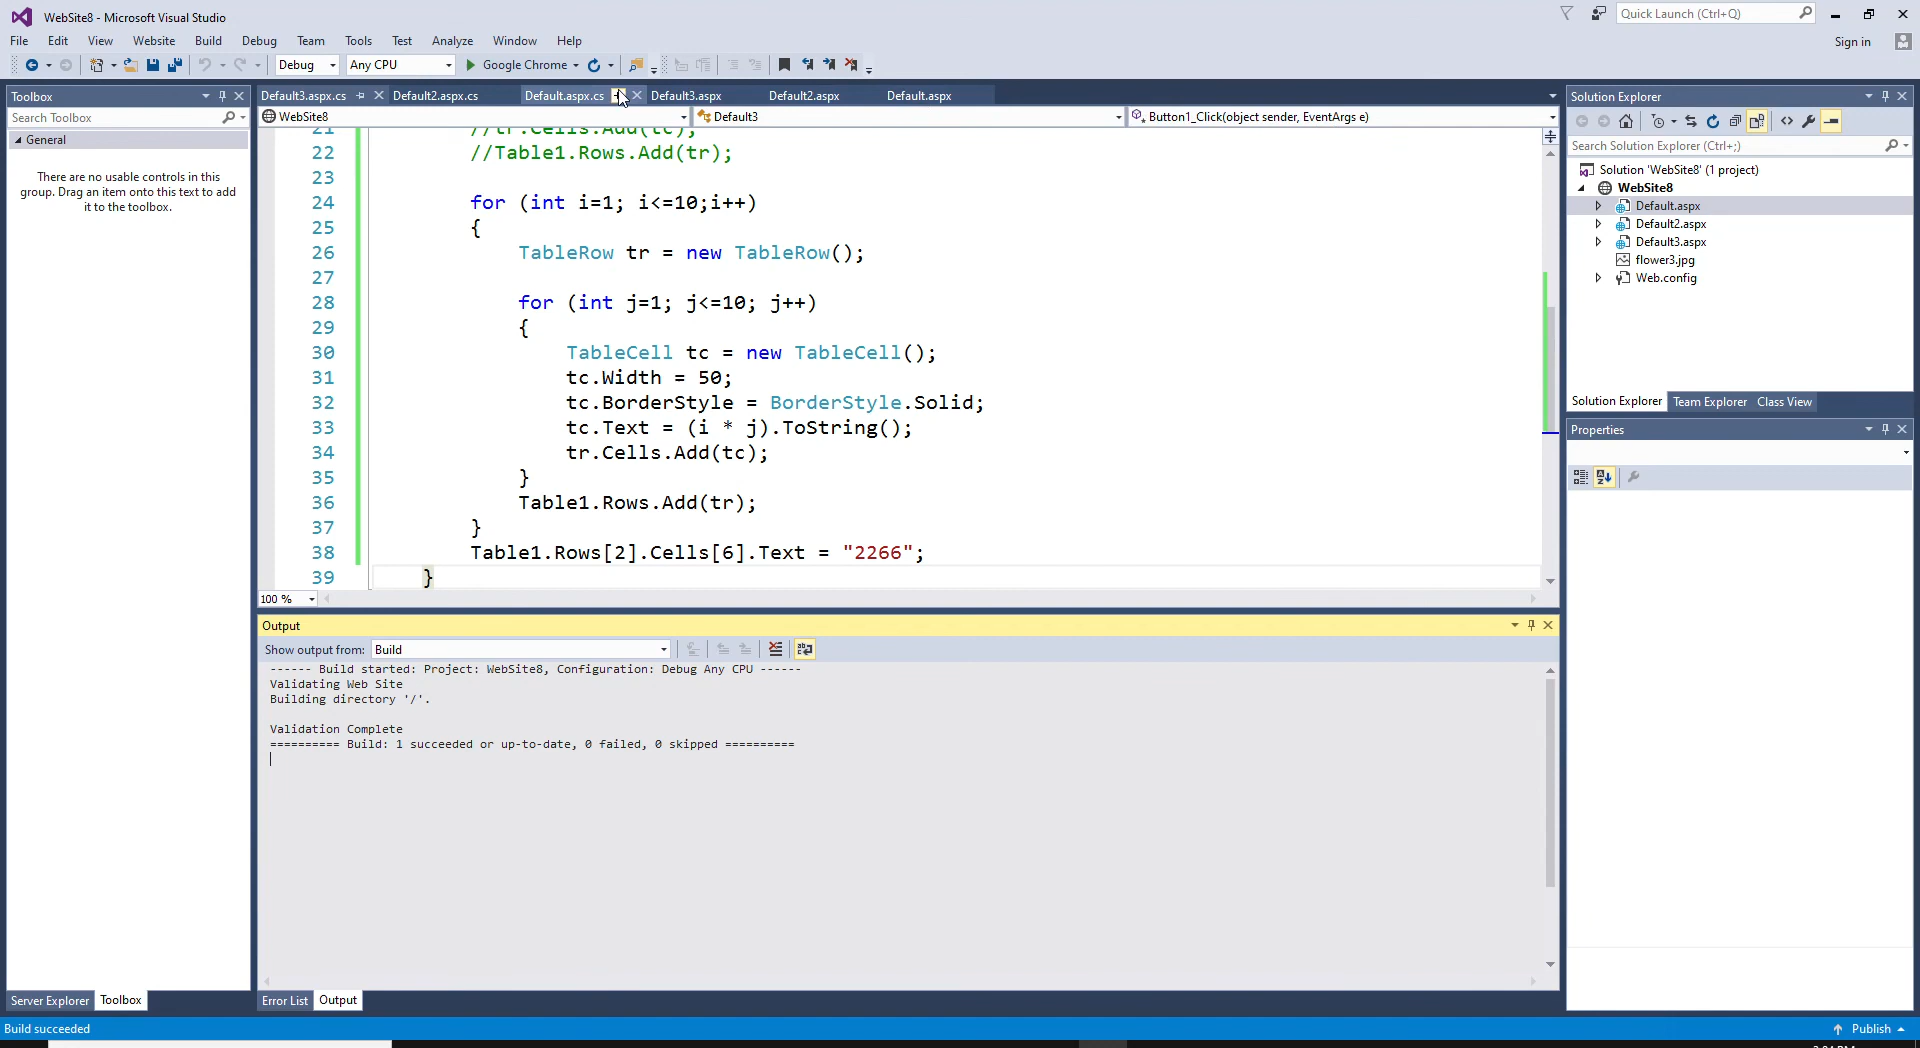 WebSite8 - Microsoft Visual Studio
Quick Launch (Ctrl+Q)
File Edit View Website Build Debug Team Tools Test Analyze Window Help
Sign in
Debug Any CPU Google Chrome
Toolbox
Default3.aspx.cs Default2.aspx.cs Default.aspx.cs Default3.aspx Default2.aspx Default.aspx
Solution Explorer
Search Toolbox
WebSite8 Default3 Button1_Click(object sender, EventArgs e)
General
There are no usable controls in this
group. Drag an item onto this text to add
it to the toolbox.
21 //tr.Cells.Add(tc);
22 //Table1.Rows.Add(tr);
23
24 for (int i=1; i<=10;i++)
25 {
26 TableRow tr = new TableRow();
27
28 for (int j=1; j<=10; j++)
29 {
30 TableCell tc = new TableCell();
31 tc.Width = 50;
32 tc.BorderStyle = BorderStyle.Solid;
33 tc.Text = (i * j).ToString();
34 tr.Cells.Add(tc);
35 }
36 Table1.Rows.Add(tr);
37 }
38 Table1.Rows[2].Cells[6].Text = "2266";
39 }
100 %
Search Solution Explorer (Ctrl+;)
Solution 'WebSite8' (1 project)
WebSite8
Default.aspx
Default2.aspx
Default3.aspx
flower3.jpg
Web.config
Solution Explorer Team Explorer Class View
Properties
Output
Show output from: Build
------ Build started: Project: WebSite8, Configuration: Debug Any CPU ------
Validating Web Site
Building directory '/'.
Validation Complete
========== Build: 1 succeeded or up-to-date, 0 failed, 0 skipped ==========
Server Explorer Toolbox
Error List Output
Build succeeded
Publish